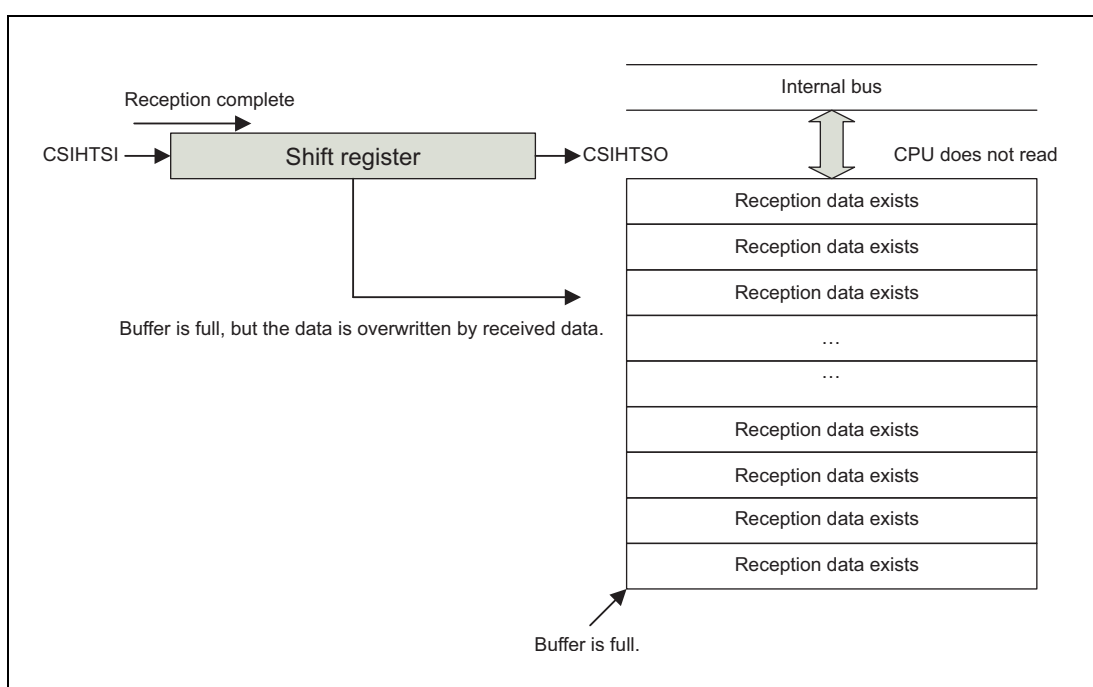 Internal bus
Reception complete
CSIHTSI
Shift register
CSIHTSO
CPU does not read
Reception data exists
Reception data exists
Reception data exists
Buffer is full, but the data is overwritten by received data.
…
…
Reception data exists
Reception data exists
Reception data exists
Reception data exists
Buffer is full.